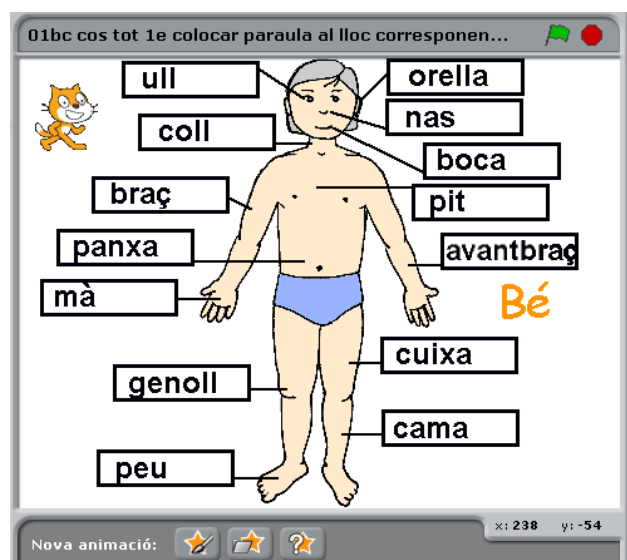 01bc cos tot 1e colocar paraula al lloc corresponen...
ull
orella
nas
coll
boca
braç
pit
panxa
avantbraç
mà
Bé
cuixa
genoll
cama
peu
x: 238 y: -54
Nova animació: